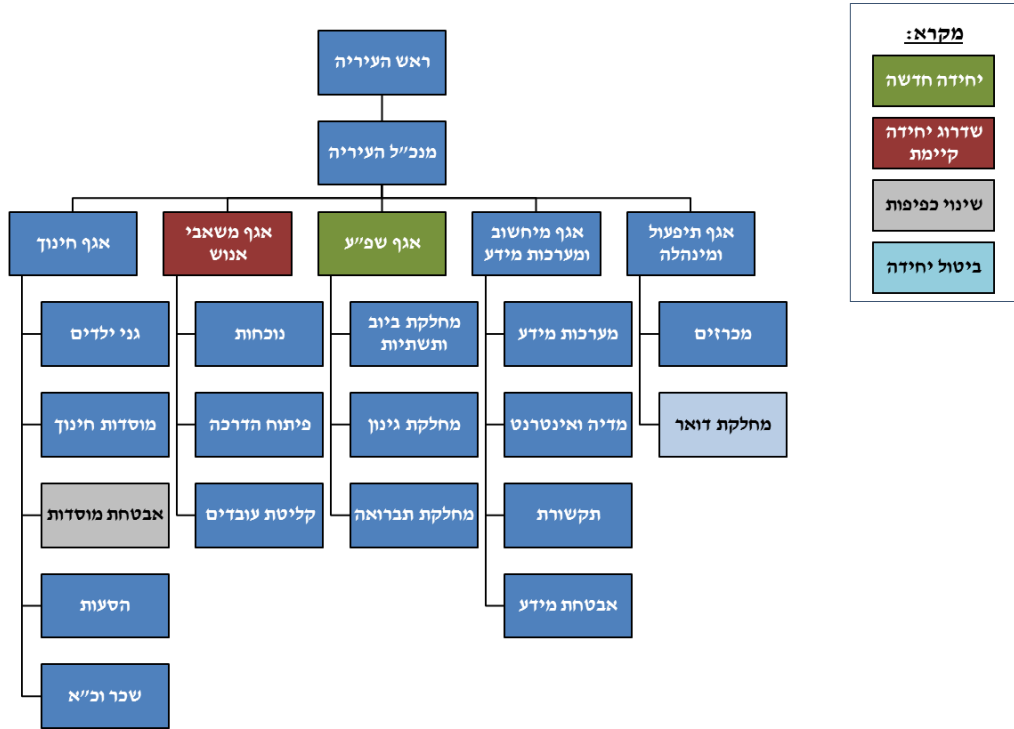 מקרא:
יחידה חדשה
שדרוג יחידה
קיימת
שינוי כפיפות
ביטול יחידה
ראש העיריה
מנכ״ל העיריה
אגף תיפעול
ומינהלה
אגף מיחשוב
ומערכות מידע
אגף שפ״ע
אגף משאבי
אנוש
אגף חינוך
מכרזים
מחלקת דואר
מערכות מידע
מדיה ואינטרנט
תקשורת
אבטחת מידע
מחלקת ביוב
ותשתיות
מחלקת גינון
מחלקת תברואה
נוכחות
פיתוח הדרכה
קליטת עובדים
גני ילדים
מוסדות חינוך
אבטחת מוסדות
הסעות
שכר וכ״א